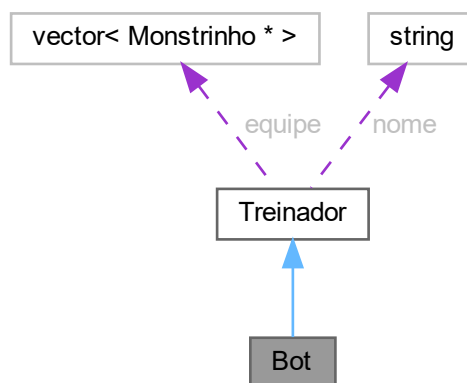 vector< Monstrinho * >
string
equipe
nome
Treinador
Bot